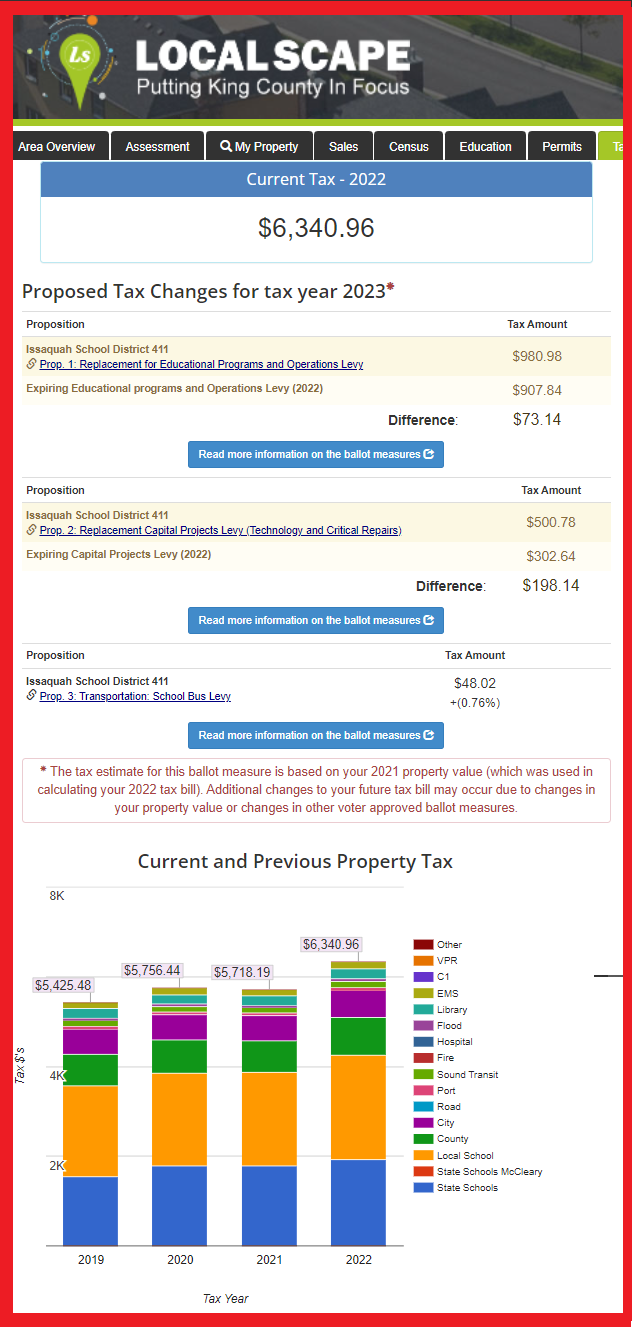 Ls
LOCALSCAPE
Putting King County In Focus
Area Overview Assessment My Property Sales Census Education Permits Ta
Current Tax - 2022
$6,340.96
Proposed Tax Changes for tax year 2023*
Proposition Tax Amount
Issaquah School District 411
Prop. 1: Replacement for Educational Programs and Operations Levy $980.98
Expiring Educational programs and Operations Levy (2022) $907.84
Difference: $73.14
Read more information on the ballot measures
Proposition Tax Amount
Issaquah School District 411
Prop. 2: Replacement Capital Projects Levy (Technology and Critical Repairs) $500.78
Expiring Capital Projects Levy (2022) $302.64
Difference: $198.14
Read more information on the ballot measures
Proposition Tax Amount
Issaquah School District 411 $48.02
Prop. 3: Transportation: School Bus Levy +(0.76%)
Read more information on the ballot measures
* The tax estimate for this ballot measure is based on your 2021 property value (which was used in
calculating your 2022 tax bill). Additional changes to your future tax bill may occur due to changes in
your property value or changes in other voter approved ballot measures.
Current and Previous Property Tax
8K
4K
2K
Tax $'s
$5,425.48
$5,756.44
$5,718.19
$6,340.96
2019 2020 2021 2022
Tax Year
Other
VPR
C1
EMS
Library
Flood
Hospital
Fire
Sound Transit
Port
Road
City
County
Local School
State Schools McCleary
State Schools